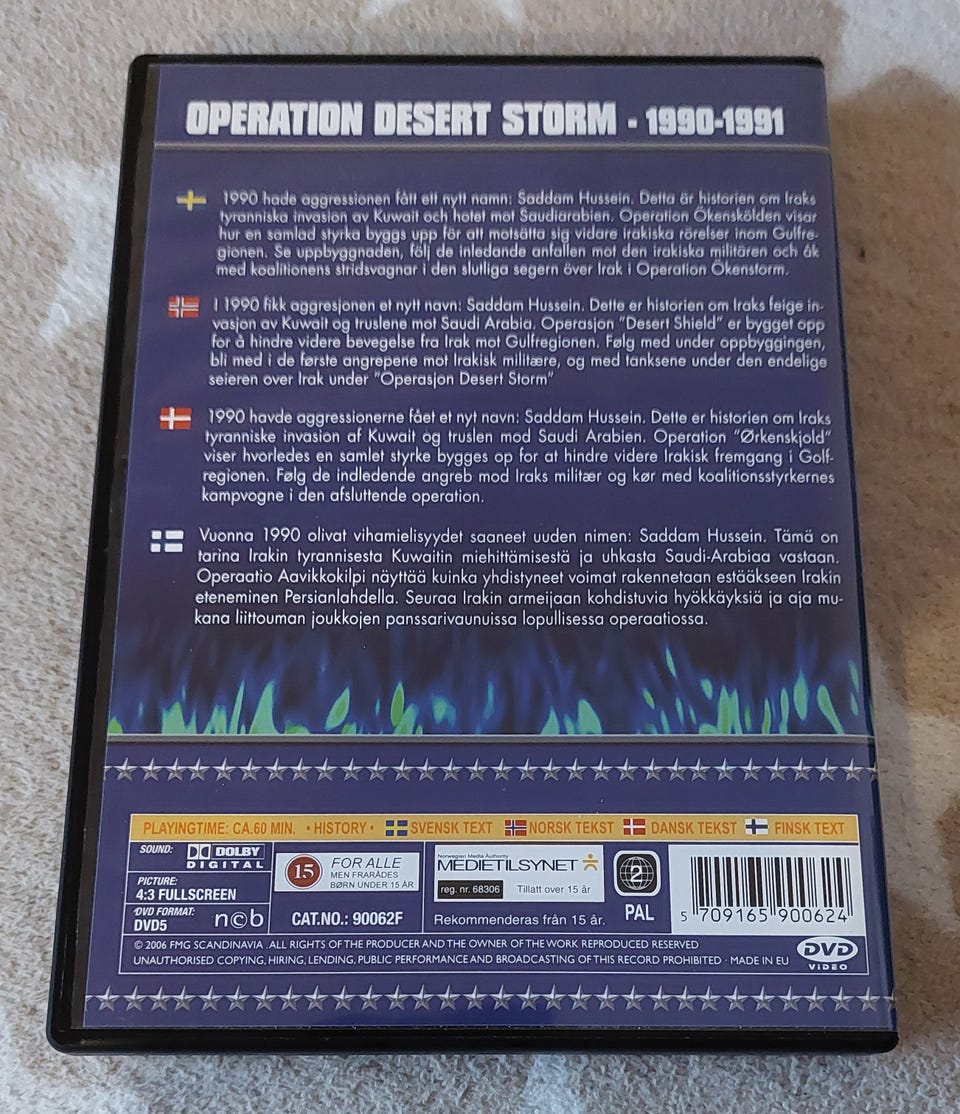 OPERATION DESERT STORM - 1990-1991
1990 hade aggressionen fått ett nytt namn: Saddam Hussein. Detta är historien om Iraks
tyranniska invasion av Kuwait och hotet mot Saudiarabien. Operation Ökenskölden visar
hur en samlad styrka byggs upp för att motsätta sig vidare irakiska rörelser inom Gulfre-
gionen. Se uppbyggnaden, följ de inledande anfallen mot den irakiska militären och åk
med koalitionens stridsvagnar i den slutliga segern över Irak i Operation Ökenstorm.
I 1990 fikk aggresjonen et nytt navn: Saddam Hussein. Dette er historien om Iraks feige in-
vasjon av Kuwait og truslene mot Saudi Arabia. Operasjon "Desert Shield" er bygget opp
for å hindre videre bevegelse fra Irak mot Gulfregionen. Følg med under oppbyggingen,
bli med i de første angrepene mot Irakisk militære, og med tanksene under den endelige
seieren over Irak under "Operasjon Desert Storm"
1990 havde aggressionerne fået et nyt navn: Saddam Hussein. Dette er historien om Iraks
tyranniske invasion af Kuwait og truslen mod Saudi Arabien. Operation "Ørkenskjold"
viser hvorledes en samlet styrke bygges op for at hindre videre Irakisk fremgang i Golf-
regionen. Følg de indledende angreb mod Iraks militær og kør med koalitionsstyrkernes
kampvogne i den afsluttende operation.
Vuonna 1990 olivat vihamielisyydet saaneet uuden nimen: Saddam Hussein. Tämä on
tarina Irakin tyrannisesta Kuwaitin miehittämisestä ja uhkasta Saudi-Arabiaa vastaan.
Operaatio Aavikkokilpi näyttää kuinka yhdistyneet voimat rakennetaan estääkseen Irakin
eteneminen Persianlahdella. Seuraa Irakin armeijaan kohdistuvia hyökkäyksiä ja aja mu-
kana liittouman joukkojen panssarivaunuissa lopullisessa operaatiossa.
PLAYINGTIME: CA.60 MIN. • HISTORY • SVENSK TEXT NORSK TEKST DANSK TEKST FINSK TEXT
SOUND: DOLBY
DIGITAL
PICTURE:
4:3 FULLSCREEN
DVD FORMAT:
DVD5
ncb
15 FOR ALLE
MEN FRARÅDES
BØRN UNDER 15 ÅR
CAT.NO.: 90062F
Norwegian Media Authority
MEDIETILSYNET
reg. nr. 68306 Tillatt over 15 år
Rekommenderas från 15 år.
2
PAL
5 709165 900624
© 2006 FMG SCANDINAVIA .ALL RIGHTS OF THE PRODUCER AND THE OWNER OF THE WORK REPRODUCED RESERVED
UNAUTHORISED COPYING, HIRING, LENDING, PUBLIC PERFORMANCE AND BROADCASTING OF THIS RECORD PROHIBITED · MADE IN EU
DVD
VIDEO